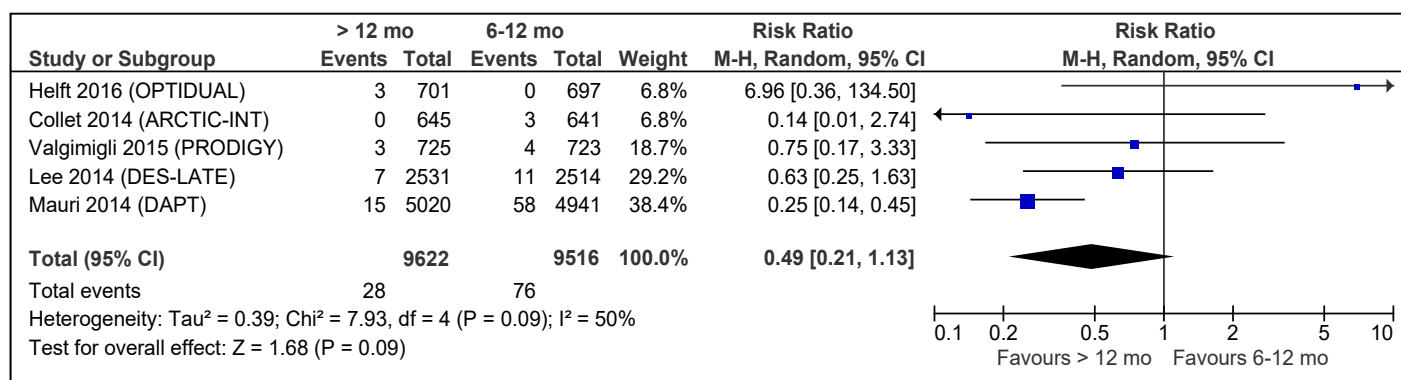 > 12 mo 6-12 mo Risk Ratio Risk Ratio
Study or Subgroup Events Total Events Total Weight M-H, Random, 95% CI M-H, Random, 95% CI
Helft 2016 (OPTIDUAL) 3 701 0 697 6.8% 6.96 [0.36, 134.50]
Collet 2014 (ARCTIC-INT) 0 645 3 641 6.8% 0.14 [0.01, 2.74]
Valgimigli 2015 (PRODIGY) 3 725 4 723 18.7% 0.75 [0.17, 3.33]
Lee 2014 (DES-LATE) 7 2531 11 2514 29.2% 0.63 [0.25, 1.63]
Mauri 2014 (DAPT) 15 5020 58 4941 38.4% 0.25 [0.14, 0.45]
Total (95% CI) 9622 9516 100.0% 0.49 [0.21, 1.13]
Total events 28 76
Heterogeneity: Tau² = 0.39; Chi² = 7.93, df = 4 (P = 0.09); I² = 50%
Test for overall effect: Z = 1.68 (P = 0.09)
0.1 0.2 0.5 1 2 5 10
Favours > 12 mo Favours 6-12 mo